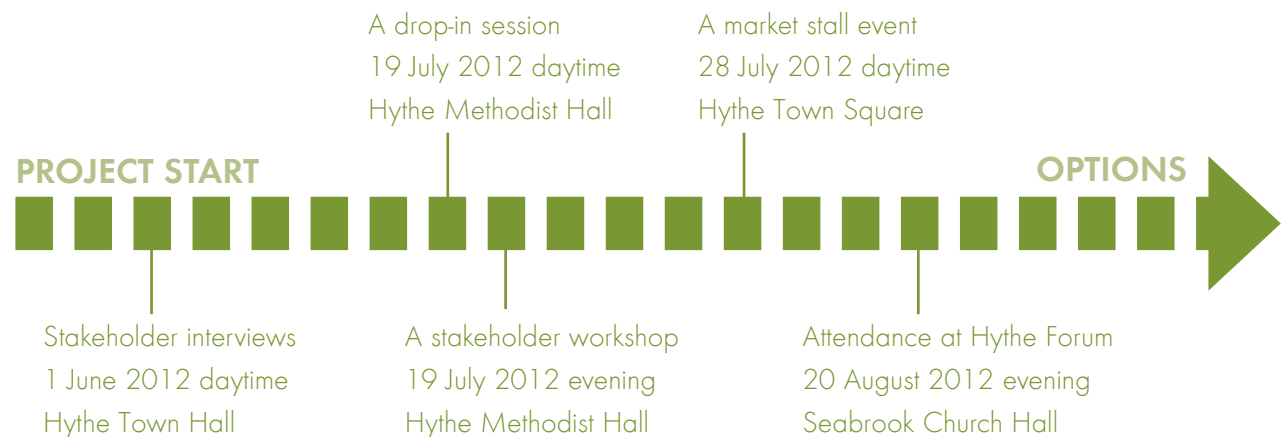 A drop-in session
19 July 2012 daytime
Hythe Methodist Hall
A market stall event
28 July 2012 daytime
Hythe Town Square
PROJECT START
OPTIONS
Stakeholder interviews
1 June 2012 daytime
Hythe Town Hall
A stakeholder workshop
19 July 2012 evening
Hythe Methodist Hall
Attendance at Hythe Forum
20 August 2012 evening
Seabrook Church Hall